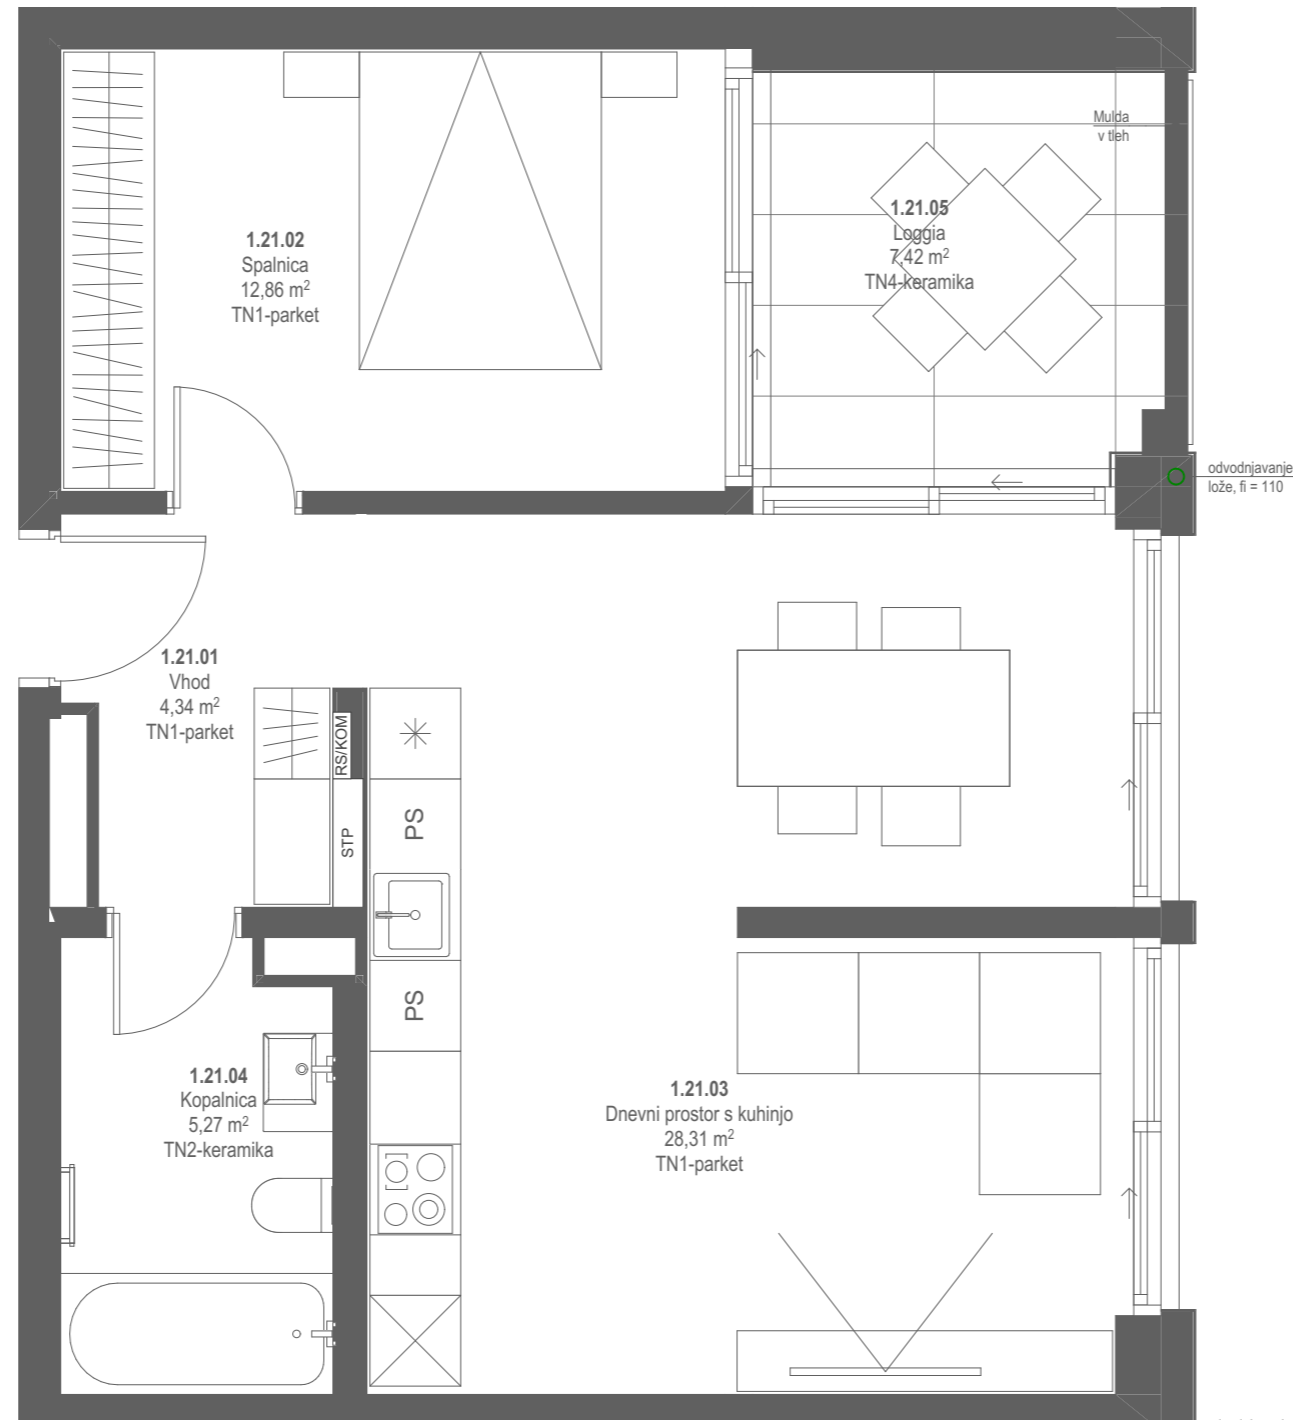 Mulda
v tleh
1.21.05
Loggia
7,42 m²
TN4-keramika
1.21.02
Spalnica
12,86 m²
TN1-parket
odvodnjavanje
lože, fi = 110
1.21.01
Vhod
4,34 m²
TN1-parket
RS/KOM
STP
PS
PS
1.21.04
Kopalnica
5,27 m²
TN2-keramika
1.21.03
Dnevni prostor s kuhinjo
28,31 m²
TN1-parket